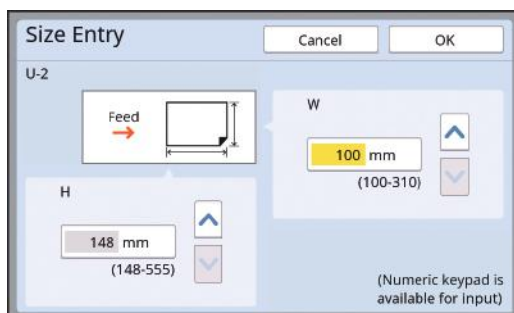 Size Entry
Cancel
OK
U-2
Feed
W
100 mm
(100-310)
H
148 mm
(148-555)
(Numeric keypad is
available for input)